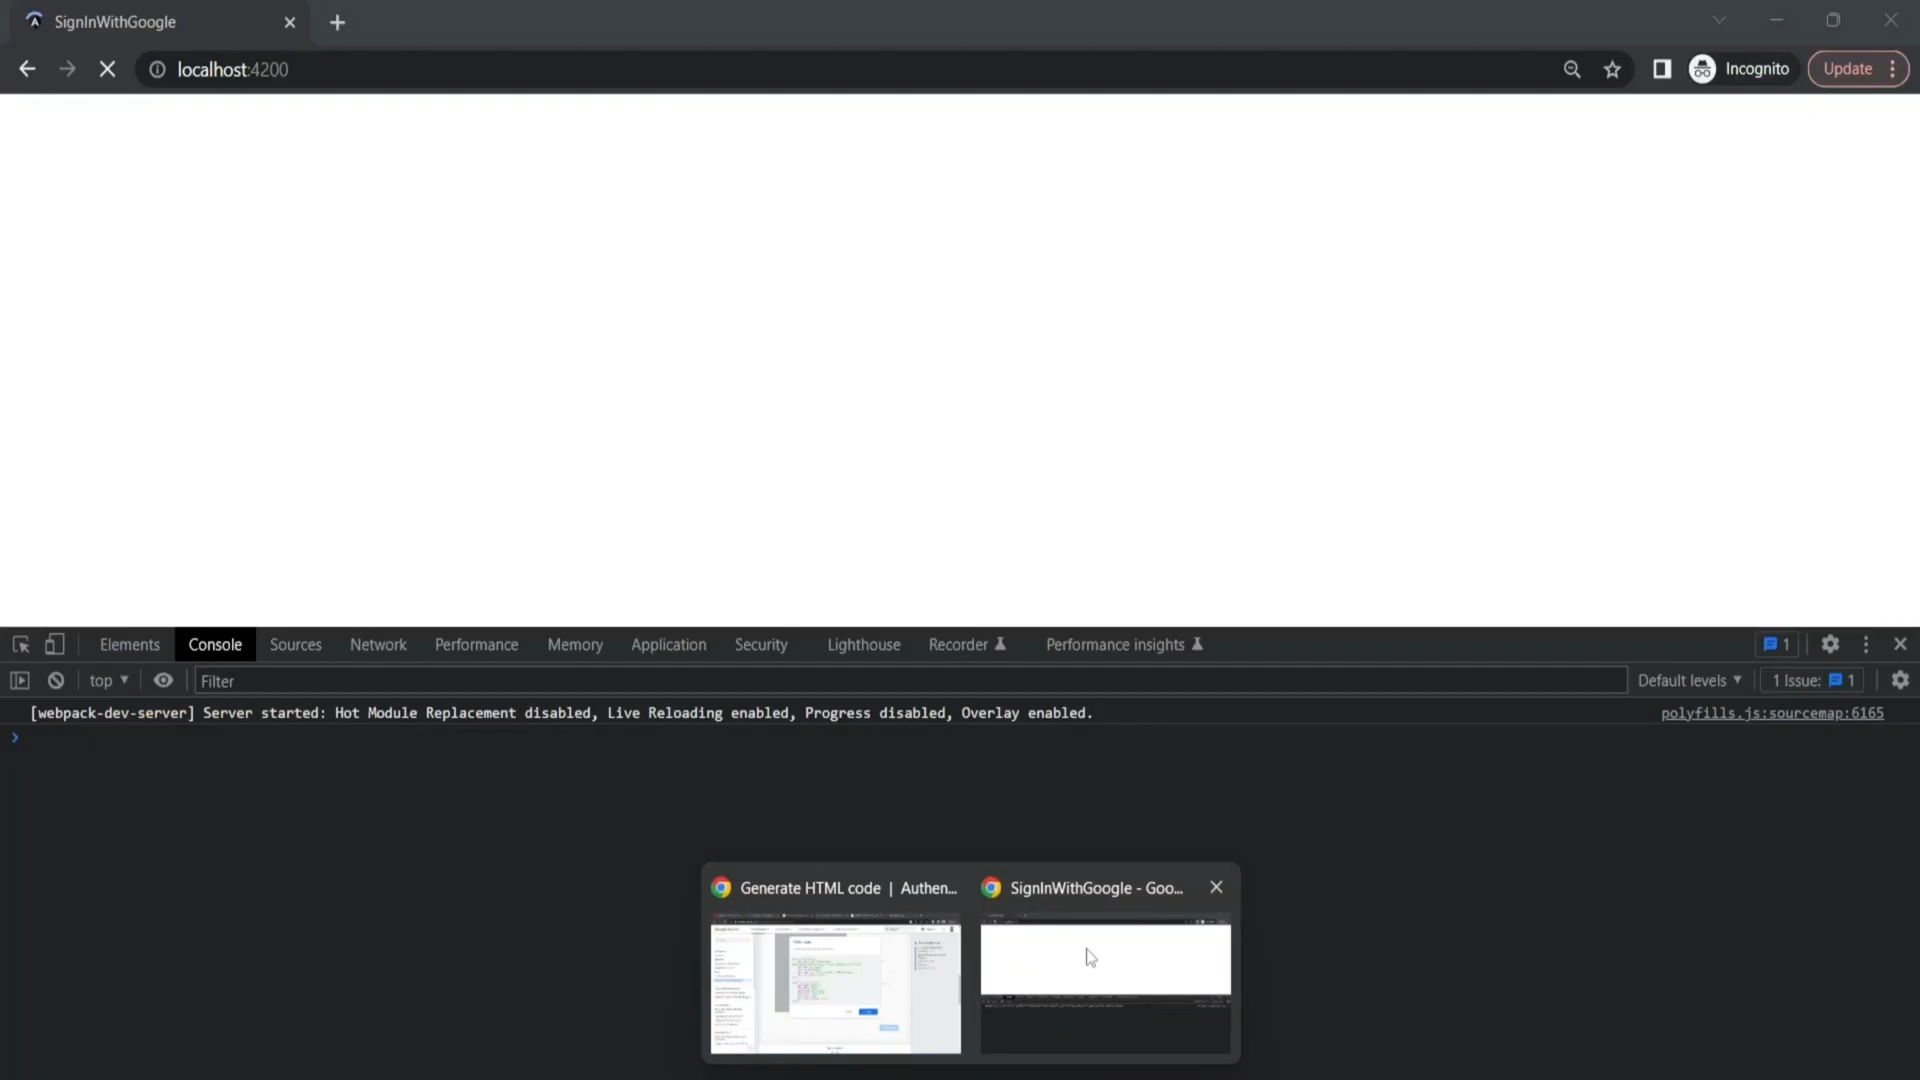 SignInWithGoogle
localhost:4200
Incognito
Update
Elements Console Sources Network Performance Memory Application Security Lighthouse Recorder Performance insights 1
top Filter Default levels 1 Issue: 1
[webpack-dev-server] Server started: Hot Module Replacement disabled, Live Reloading enabled, Progress disabled, Overlay enabled. polyfills.js:sourcemap:6165
Generate HTML code | Authen... SignInWithGoogle - Goo...